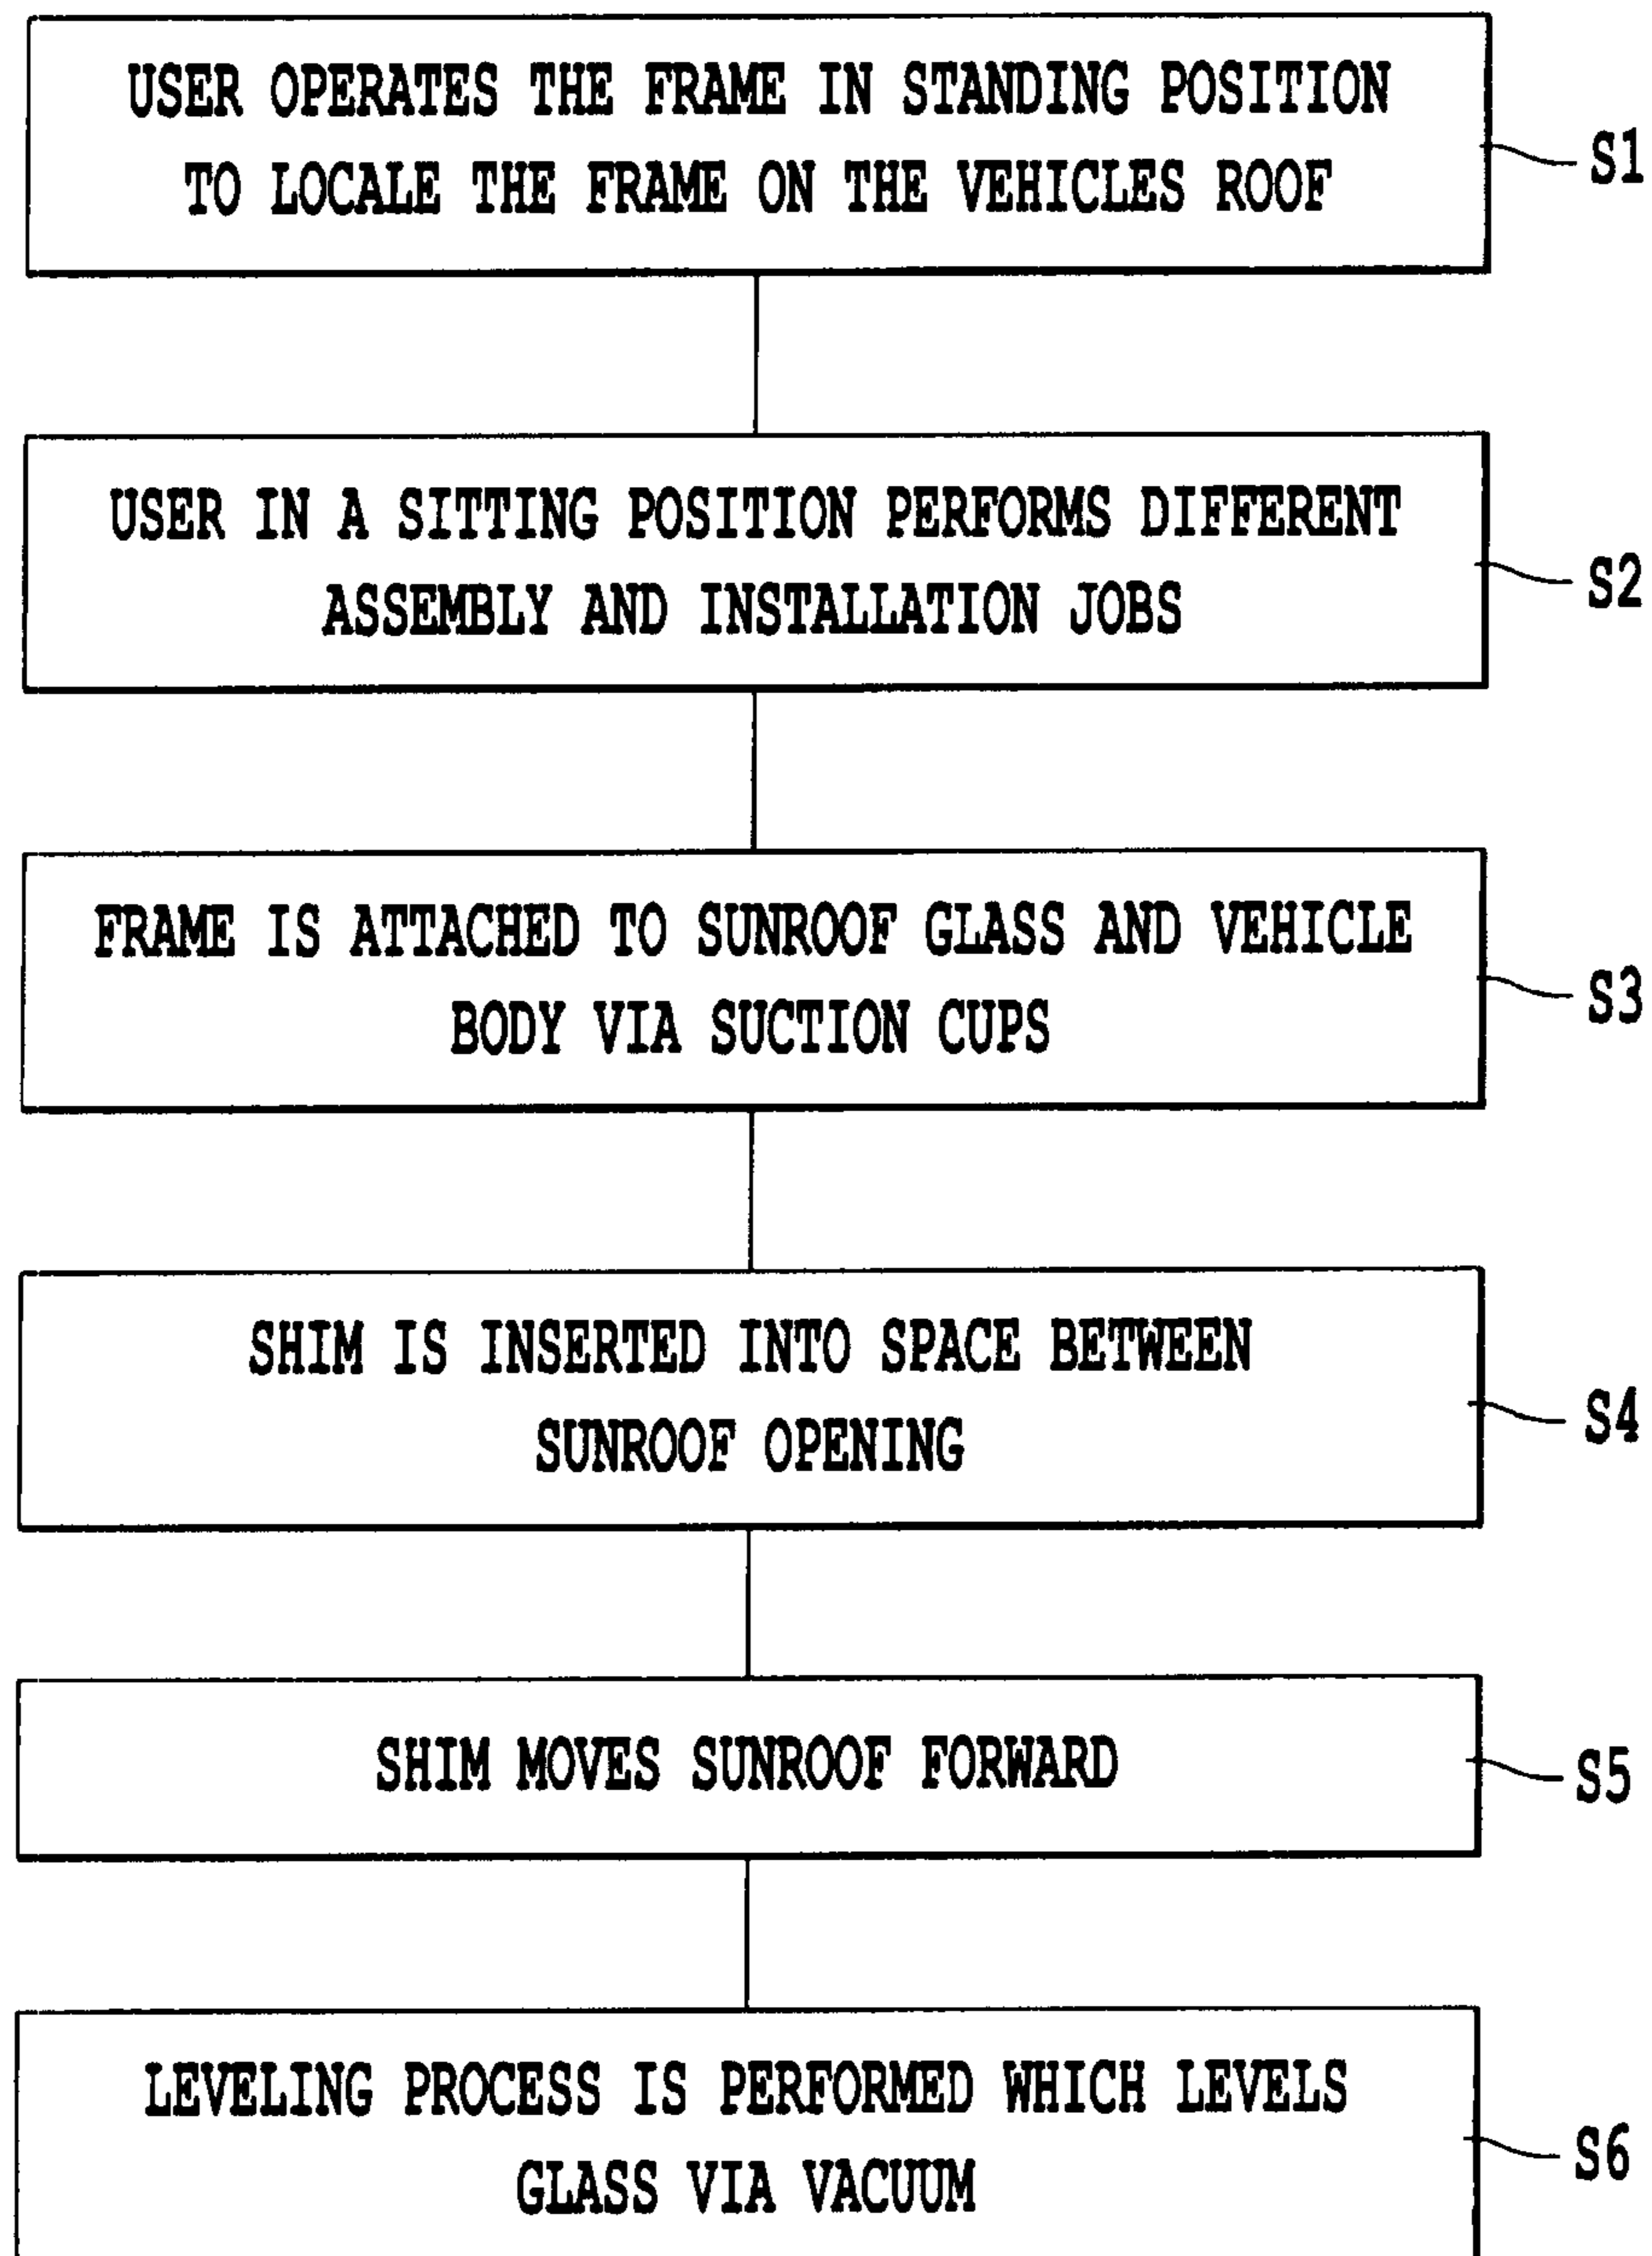 USER OPERATES THE FRAME IN STANDING POSITION
TO LOCALE THE FRAME ON THE VEHICLES ROOF
S1
USER IN A SITTING POSITION PERFORMS DIFFERENT
ASSEMBLY AND INSTALLATION JOBS
S2
FRAME IS ATTACHED TO SUNROOF GLASS AND VEHICLE
BODY VIA SUCTION CUPS
S3
SHIM IS INSERTED INTO SPACE BETWEEN
SUNROOF OPENING
S4
SHIM MOVES SUNROOF FORWARD
S5
LEVELING PROCESS IS PERFORMED WHICH LEVELS
GLASS VIA VACUUM
S6